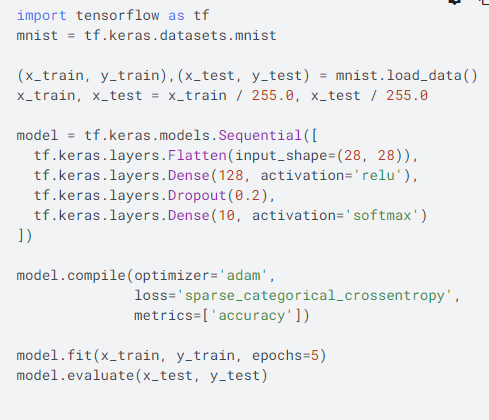 import tensorflow as tf
mnist = tf.keras.datasets.mnist

(x_train, y_train),(x_test, y_test) = mnist.load_data()
x_train, x_test = x_train / 255.0, x_test / 255.0

model = tf.keras.models.Sequential([
  tf.keras.layers.Flatten(input_shape=(28, 28)),
  tf.keras.layers.Dense(128, activation='relu'),
  tf.keras.layers.Dropout(0.2),
  tf.keras.layers.Dense(10, activation='softmax')
])

model.compile(optimizer='adam',
              loss='sparse_categorical_crossentropy',
              metrics=['accuracy'])

model.fit(x_train, y_train, epochs=5)
model.evaluate(x_test, y_test)